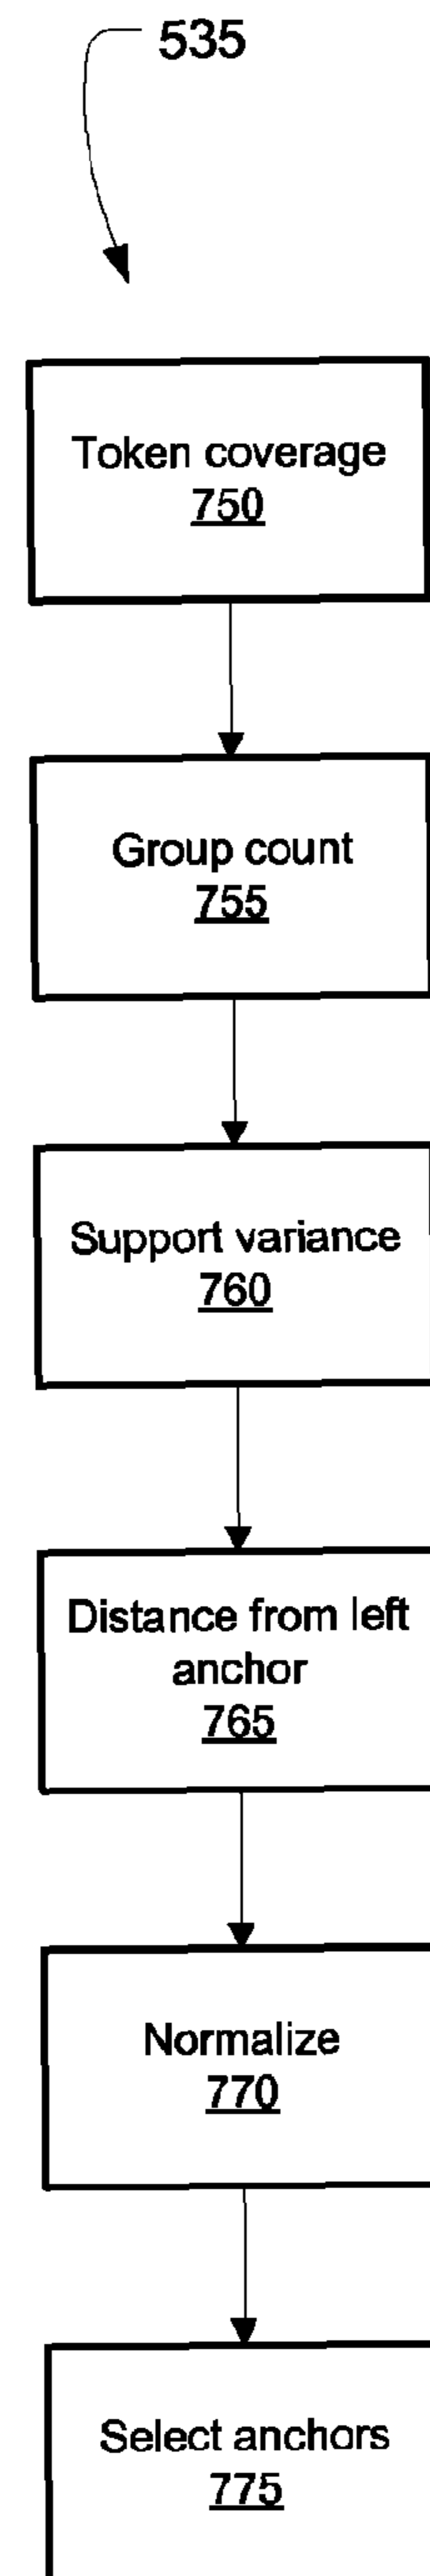 535
Token coverage
750
Group count
755
Support variance
760
Distance from left
anchor
765
Normalize
770
Select anchors
775